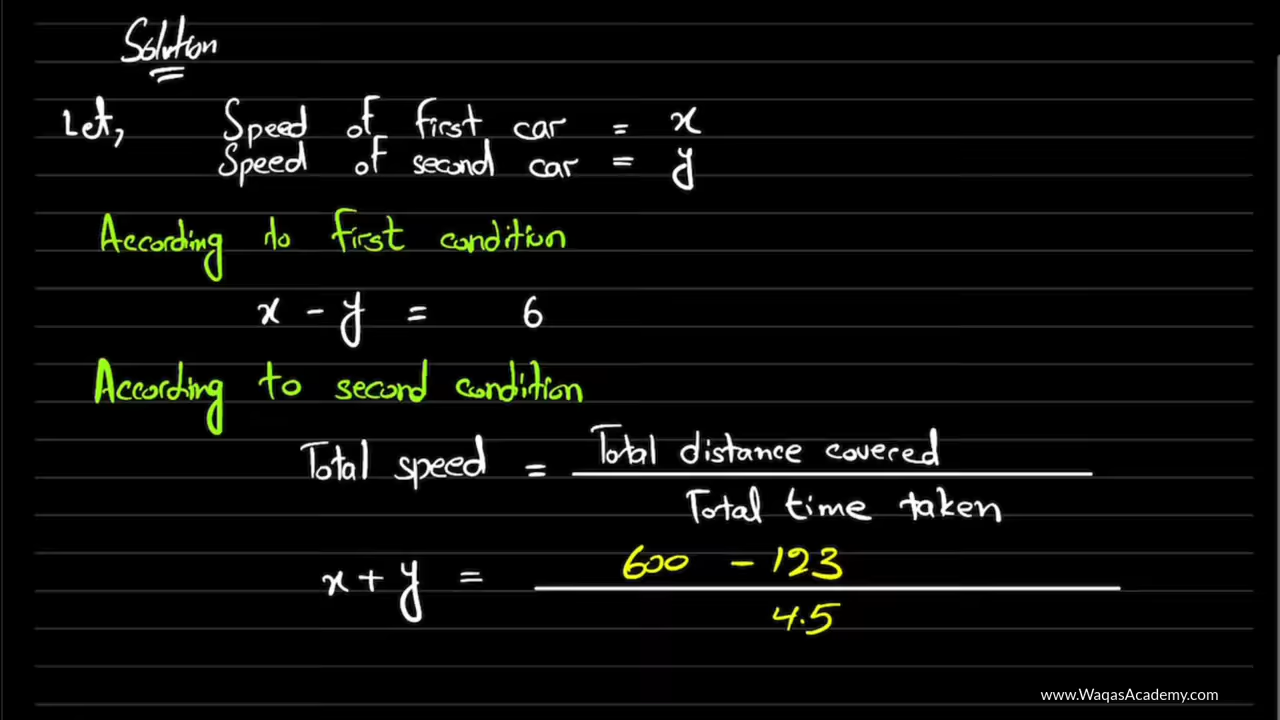 Solution
Let, Speed of first car = x
Speed of second car = y
According to first condition
x - y = 6
According to second condition
Total speed = Total distance covered
Total time taken
x + y = 600 - 123
4.5
www.WaqasAcademy.com